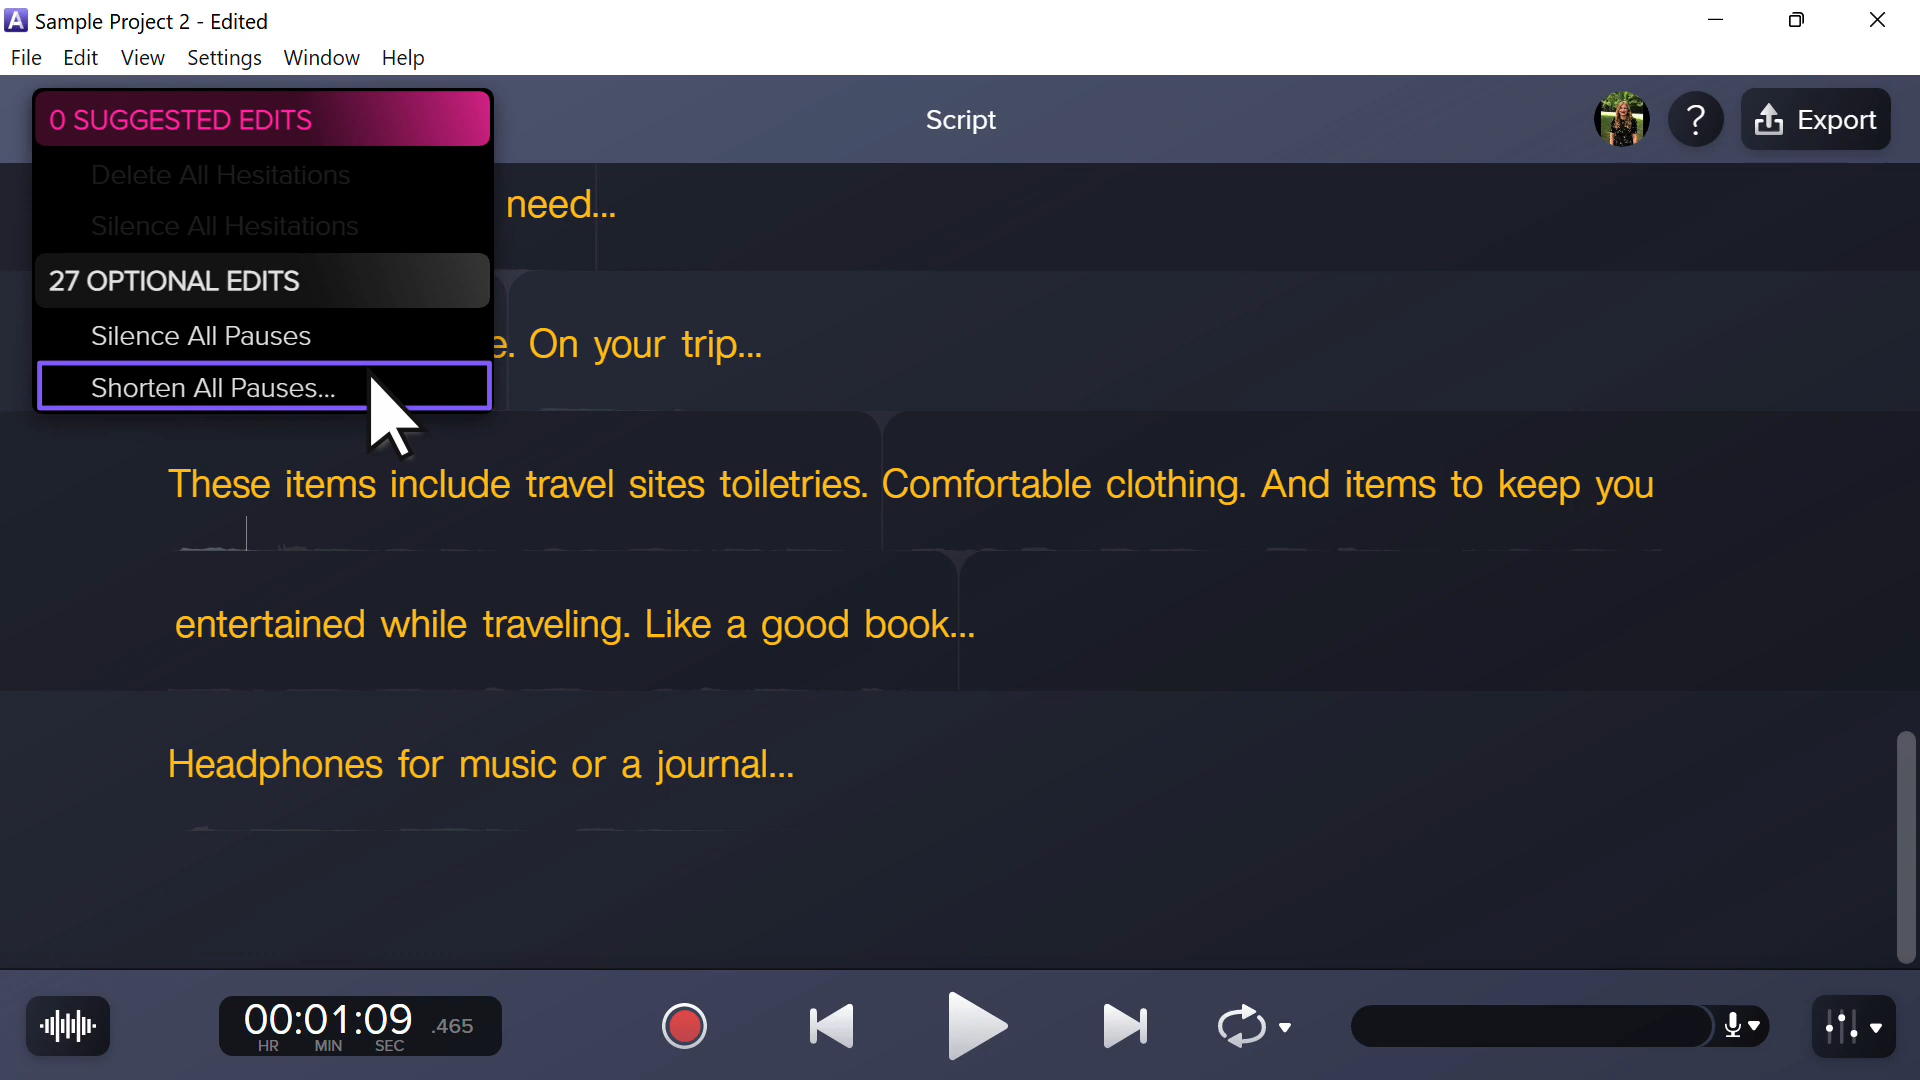 A Sample Project 2 - Edited
File Edit View Settings Window Help
0 SUGGESTED EDITS
Script
? Export
Delete All Hesitations
Silence All Hesitations
need...
27 OPTIONAL EDITS
Silence All Pauses
e. On your trip...
Shorten All Pauses...
These items include travel sites toiletries. Comfortable clothing. And items to keep you
entertained while traveling. Like a good book...
Headphones for music or a journal...
00:01:09 .465
HR MIN SEC